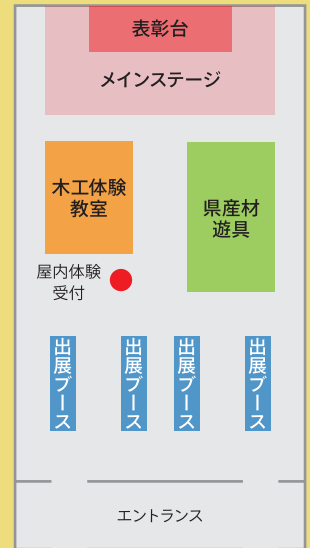 表彰台
メインステージ
木工体験
教室
県産材
遊具
屋内体験
受付
出展ブース
出展ブース
出展ブース
出展ブース
エントランス